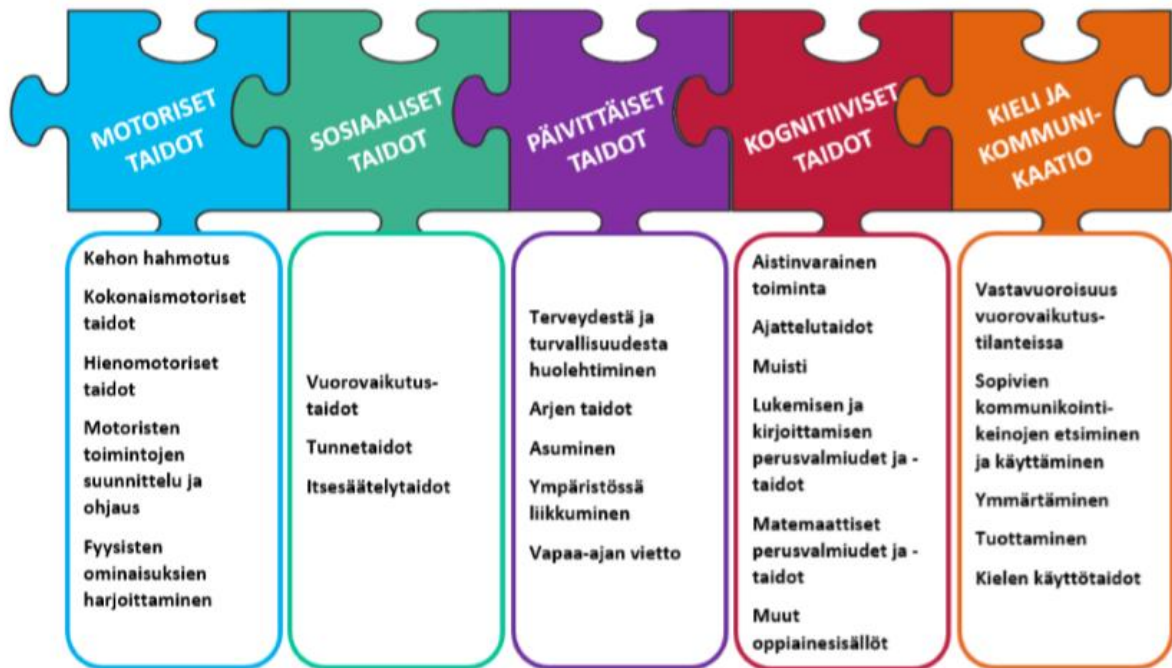 MOTORISET
TAIDOT
SOSIAALISET
TAIDOT
PÄIVITTÄISET
TAIDOT
KOGNITIIVISET
TAIDOT
KIELI JA
KOMMUNI-
KAATIO
Kehon hahmotus
Kokonaismotoriset
taidot
Hienomotoriset
taidot
Motoristen
toimintojen
suunnittelu ja
ohjaus
Fyysisten
ominaisuksien
harjoittaminen
Vuorovaikutus-
taidot
Tunnetaidot
Itsesäätelytaidot
Terveydestä ja
turvallisuudesta
huolehtiminen
Arjen taidot
Asuminen
Ympäristössä
liikkuminen
Vapaa-ajan vietto
Aistinvarainen
toiminta
Ajattelutaidot
Muisti
Lukemisen ja
kirjoittamisen
perusvalmiudet ja -
taidot
Matemaattiset
perusvalmiudet ja -
taidot
Muut
oppiainesisällöt
Vastavuoroisuus
vuorovaikutus-
tilanteissa
Sopivien
kommunikointi-
keinojen etsiminen
ja käyttäminen
Ymmärtäminen
Tuottaminen
Kielen käyttötaidot